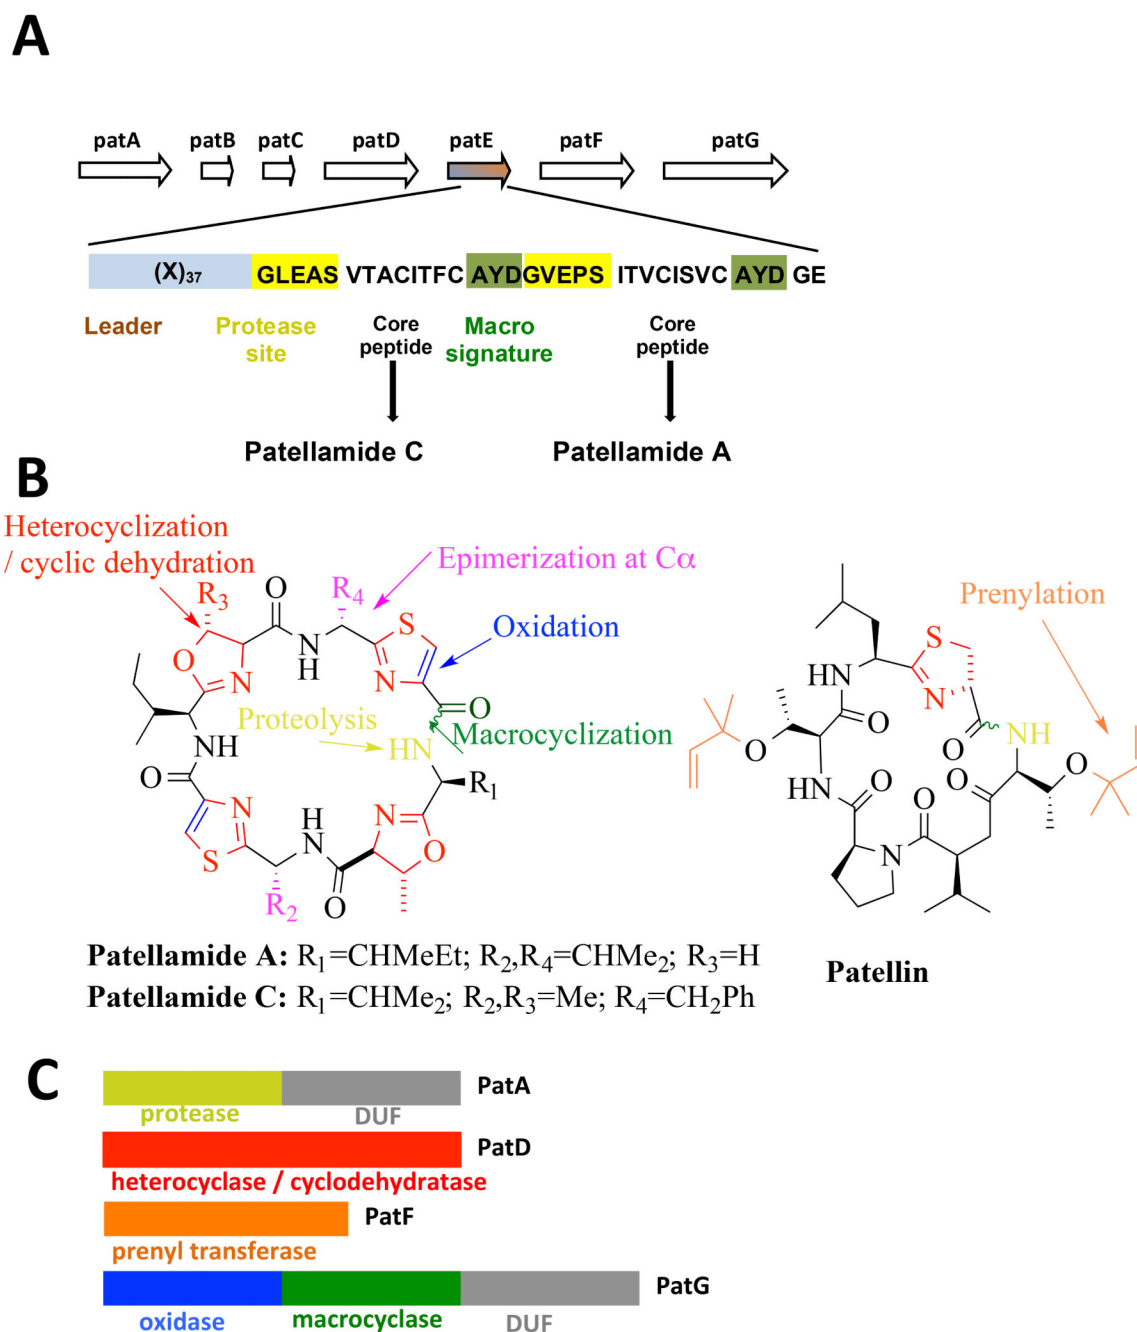 A
patA patB patC patD patE patF patG
(X)₃₇ GLEAS VTACITFC AYDGVEPS ITVCISVC AYD GE
Leader Protease site Core peptide Macro signature Core peptide
Patellamide C Patellamide A
B
Heterocyclization
/ cyclic dehydration
Epimerization at Cα
Oxidation
Prenylation
Proteolysis
Macrocyclization
R₃ O R₄ S
N H O N
O N
HN O
NH HN R₁
O
N H N
S N O
R₂ O
S
HN N
O O NH
O O
HN O O O
N
Patellamide A: R₁=CHMeEt; R₂,R₄=CHMe₂; R₃=H
Patellamide C: R₁=CHMe₂; R₂,R₃=Me; R₄=CH₂Ph
Patellin
C
PatA
protease DUF
PatD
heterocyclase / cyclodehydratase
PatF
prenyl transferase
PatG
oxidase macrocyclase DUF